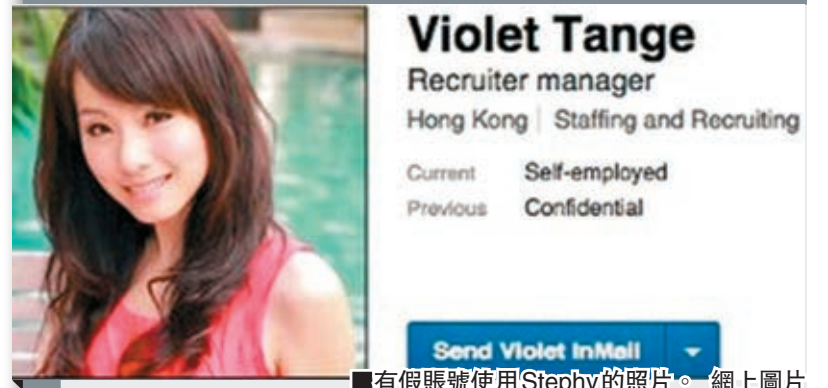 Violet Tange
Recruiter manager
Hong Kong | Staffing and Recruiting
Current Self-employed
Previous Confidential
Send Violet InMail
■有假賬號使用Stephy的照片。 網上圖片